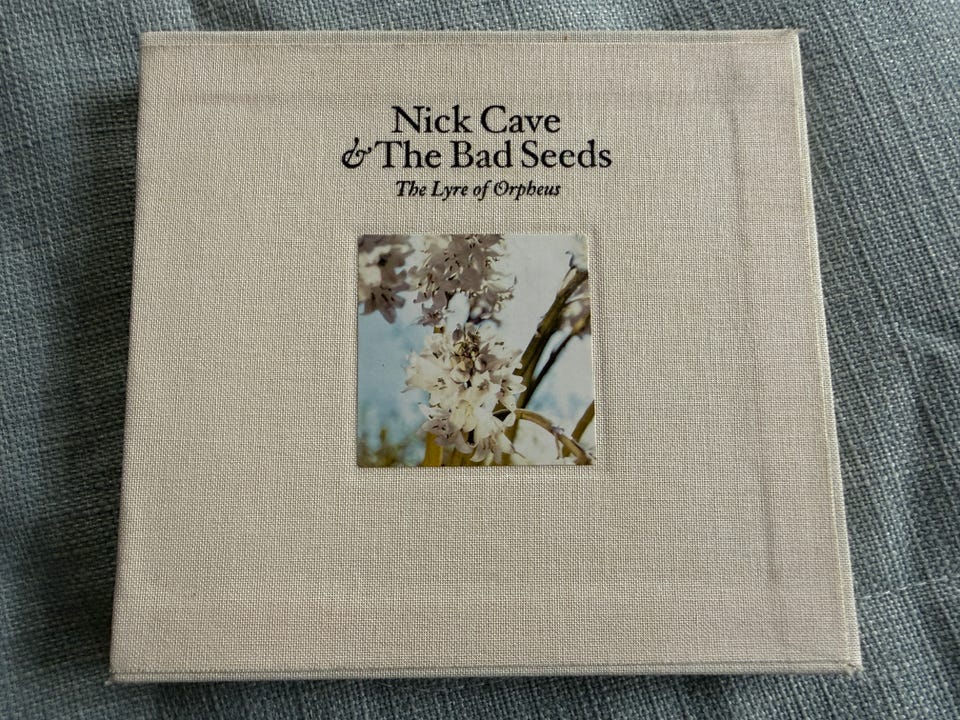 Nick Cave
& The Bad Seeds
The Lyre of Orpheus